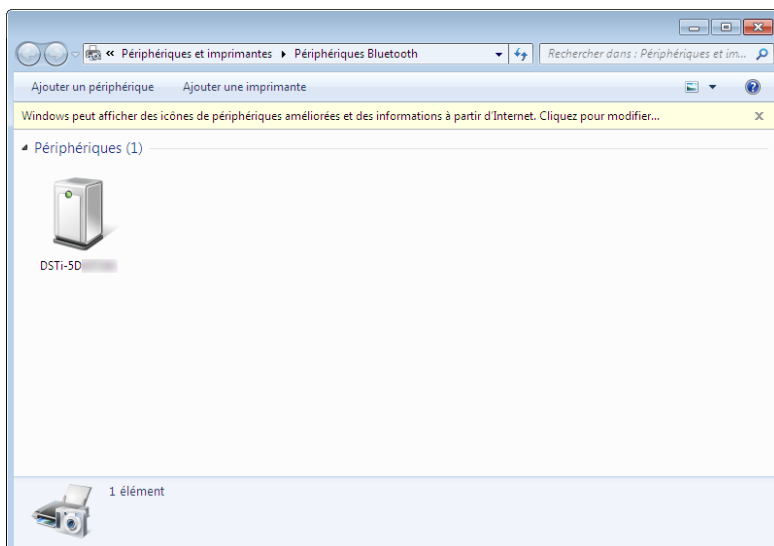 « Périphériques et imprimantes Périphériques Bluetooth Rechercher dans : Périphériques et im...
Ajouter un périphérique Ajouter une imprimante
Windows peut afficher des icônes de périphériques améliorées et des informations à partir d'Internet. Cliquez pour modifier...
Périphériques (1)
DSTi-5D
1 élément